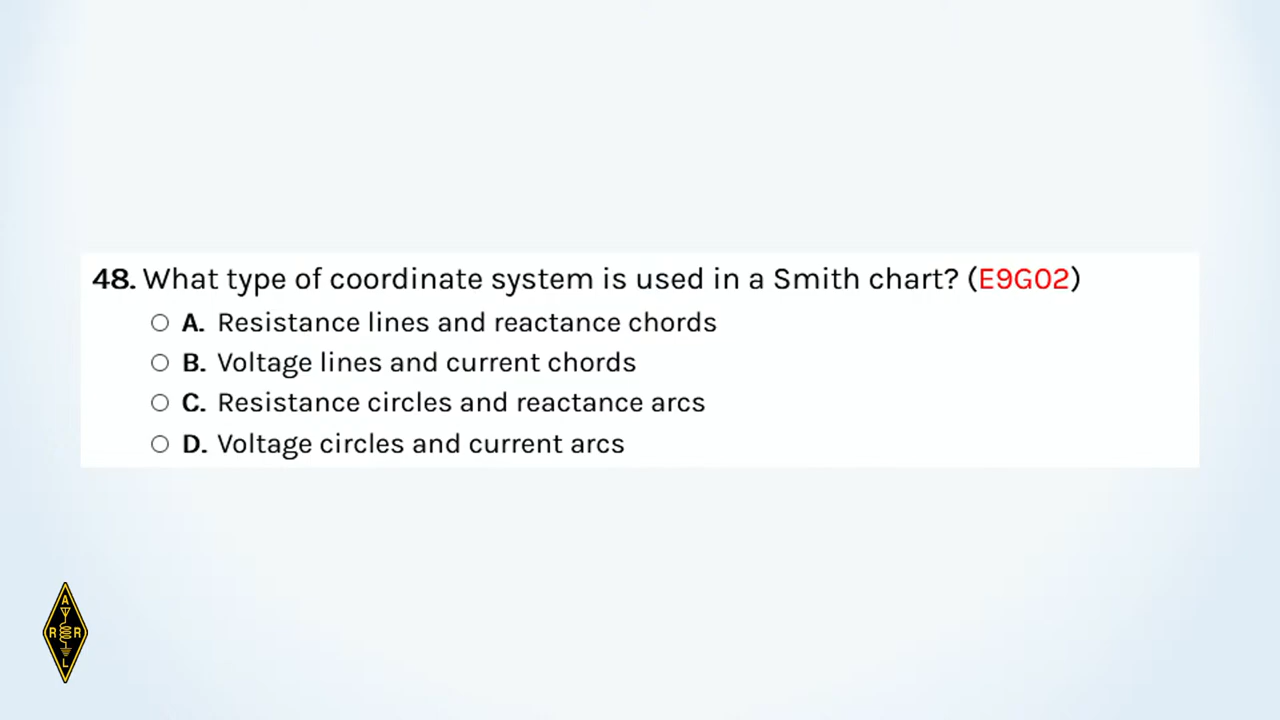 48. What type of coordinate system is used in a Smith chart? (E9G02)
A. Resistance lines and reactance chords
B. Voltage lines and current chords
C. Resistance circles and reactance arcs
D. Voltage circles and current arcs
A
R R
L